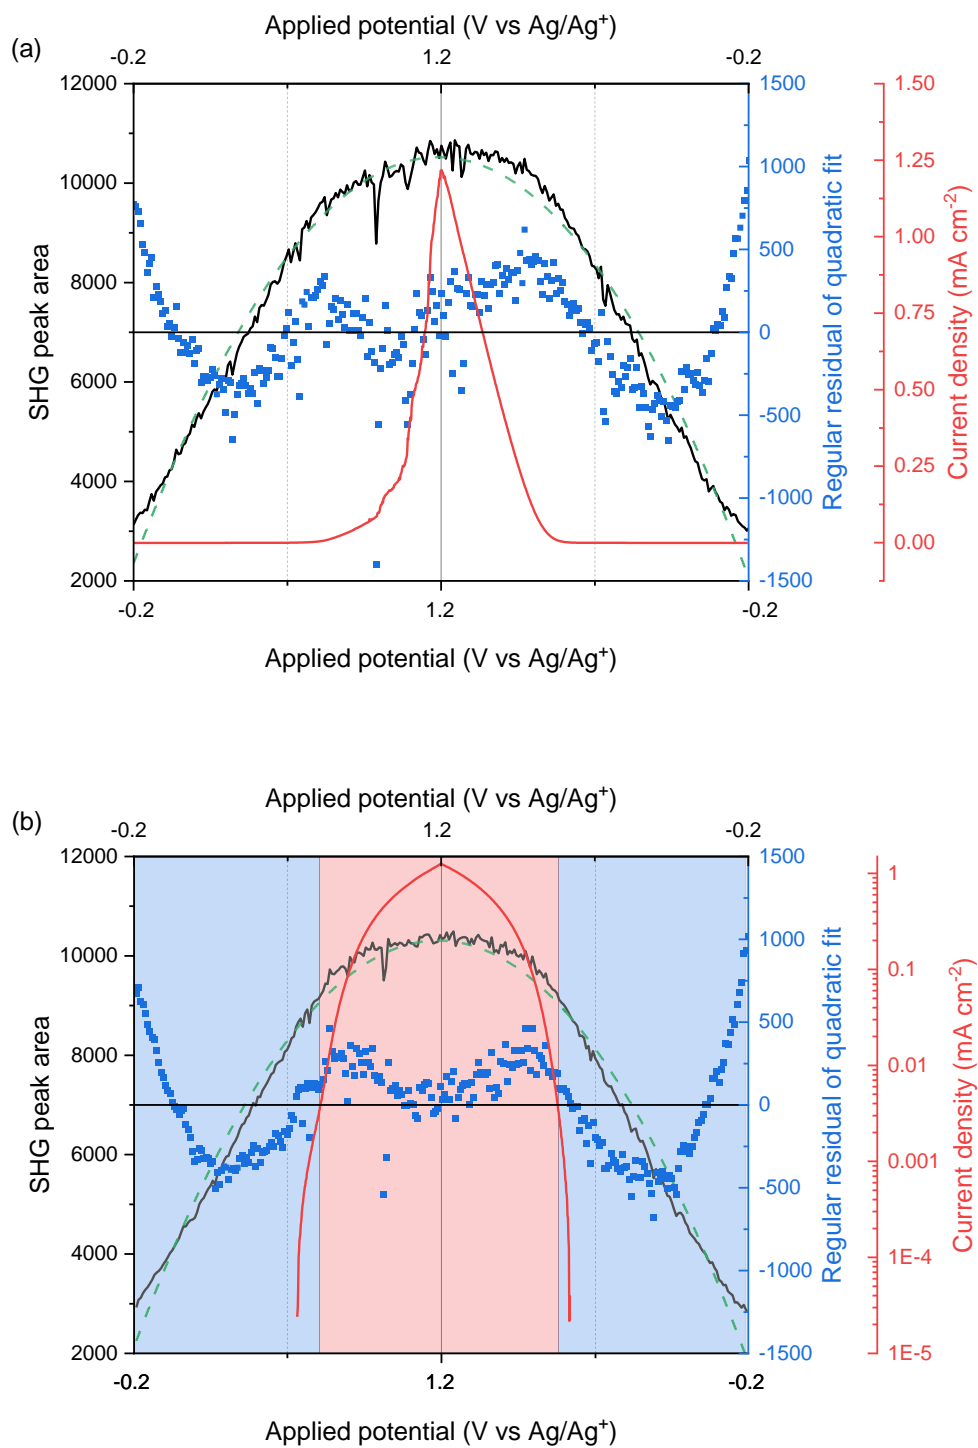 (a)
Applied potential (V vs Ag/Ag⁺)
-0.2 1.2 -0.2
12000
10000
8000
6000
4000
2000
SHG peak area
1500
1000
500
0
-500
-1000
-1500
Regular residual of quadratic fit
1.50
1.25
1.00
0.75
0.50
0.25
0.00
Current density (mA cm⁻²)
-0.2 1.2 -0.2
Applied potential (V vs Ag/Ag⁺)
(b)
Applied potential (V vs Ag/Ag⁺)
-0.2 1.2 -0.2
12000
10000
8000
6000
4000
2000
SHG peak area
1500
1000
500
0
-500
-1000
-1500
Regular residual of quadratic fit
1
0.1
0.01
0.001
1E-4
1E-5
Current density (mA cm⁻²)
-0.2 1.2 -0.2
Applied potential (V vs Ag/Ag⁺)